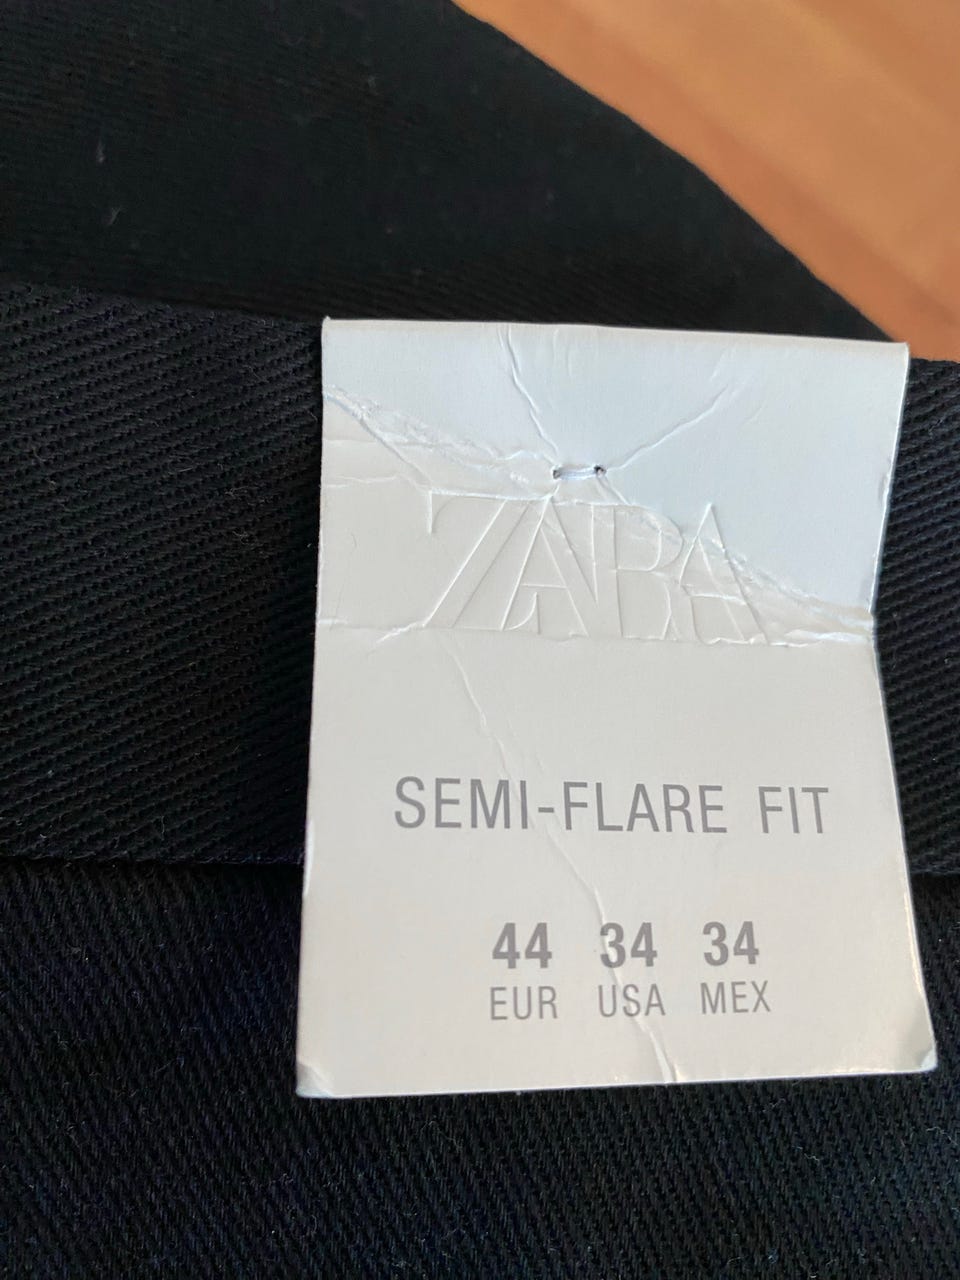 ZARA
SEMI-FLARE FIT
44 34 34
EUR USA MEX